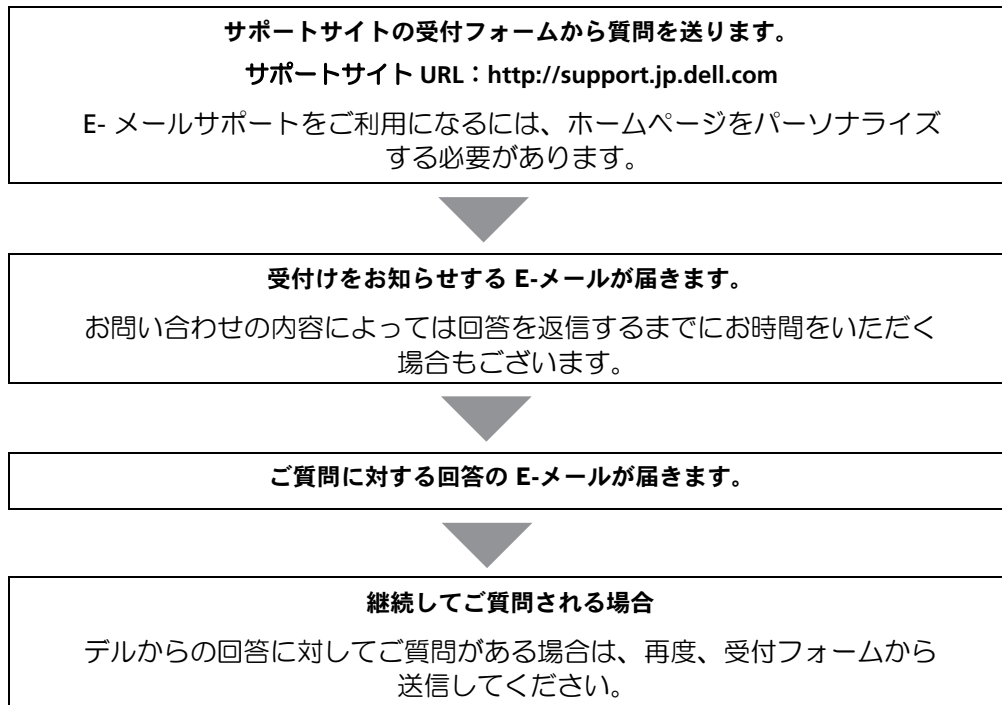 サポートサイトの受付フォームから質問を送ります。
サポートサイト URL：http://support.jp.dell.com
E- メールサポートをご利用になるには、ホームページをパーソナライズ
する必要があります。
受付けをお知らせする E-メールが届きます。
お問い合わせの内容によっては回答を返信するまでにお時間をいただく
場合もございます。
ご質問に対する回答の E-メールが届きます。
継続してご質問される場合
デルからの回答に対してご質問がある場合は、再度、受付フォームから
送信してください。